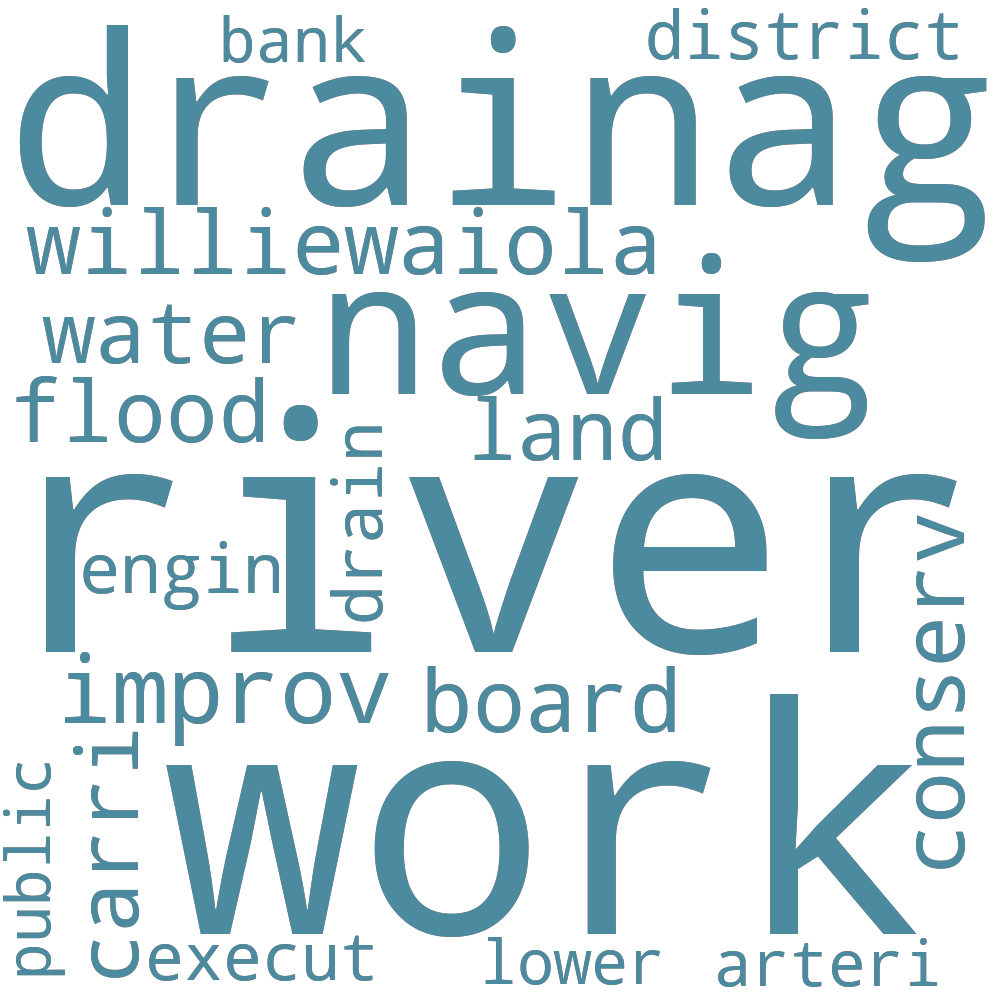 bank
district
drainag
williewaiola
water
navig
flood
land
drain
river
engin
conserv
improv
board
carri
work
public
execut
lower
arteri